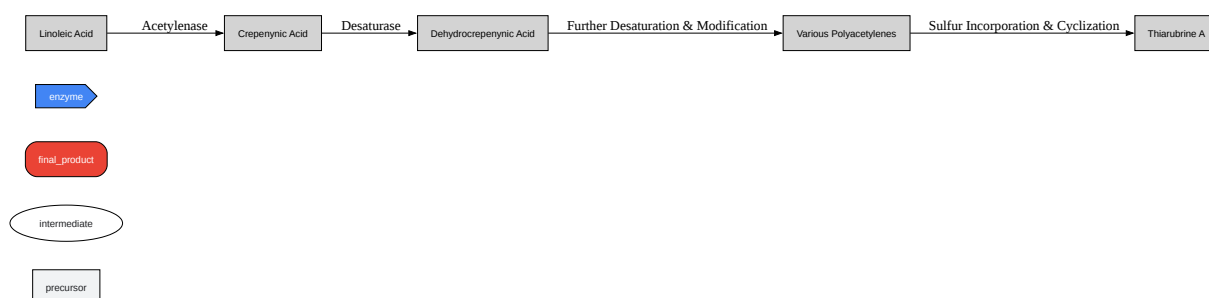 Linoleic Acid
Acetylenase
Crepenynic Acid
Desaturase
Dehydrocrepenynic Acid
Further Desaturation & Modification
Various Polyacetylenes
Sulfur Incorporation & Cyclization
Thiarubrine A
enzyme
final_product
intermediate
precursor